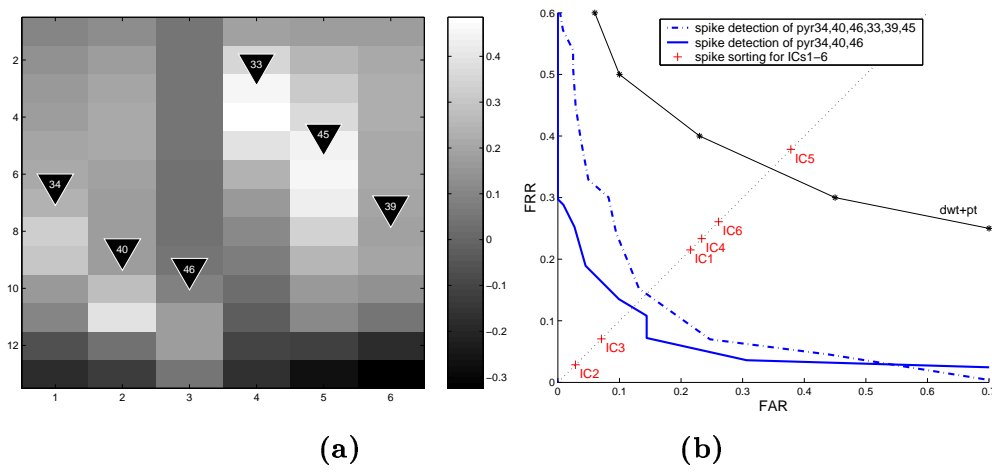 33
45
34
39
40
46
2
4
6
8
10
12
1 2 3 4 5 6
0.4
0.3
0.2
0.1
0
−0.1
−0.2
−0.3
(a)
spike detection of pyr34,40,46,33,39,45
spike detection of pyr34,40,46
spike sorting for ICs1−6
0.6
0.5
0.4
0.3
0.2
0.1
0
FRR
IC5
dwt+pt
IC6
IC4
IC1
IC3
IC2
0 0.1 0.2 0.3 0.4 0.5 0.6 0.7
FAR
(b)